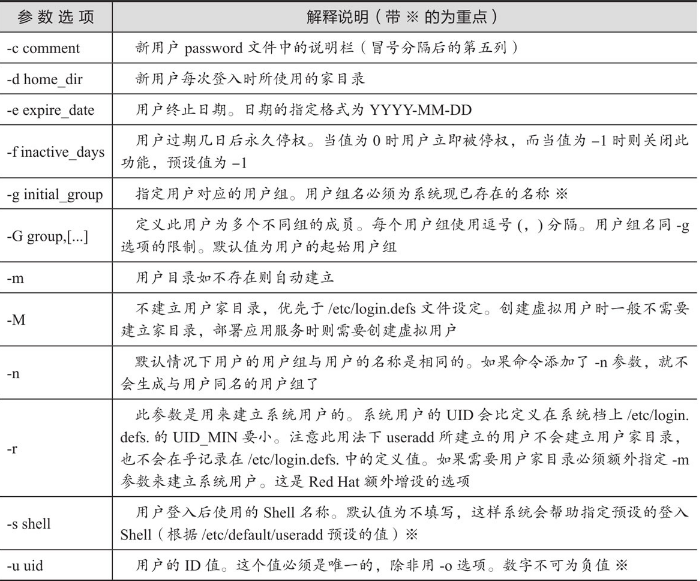 参 数 选 项 解释说明（带 ※ 的为重点）
-c comment 新用户 password 文件中的说明栏（冒号分隔后的第五列）
-d home_dir 新用户每次登入时所使用的家目录
-e expire_date 用户终止日期。日期的指定格式为 YYYY-MM-DD
-f inactive_days 用户过期几日后永久停权。当值为 0 时用户立即被停权，而当值为 –1 时则关闭此
功能，预设值为 –1
-g initial_group 指定用户对应的用户组。用户组名必须为系统现已存在的名称 ※
-G group,[...] 定义此用户为多个不同组的成员。每个用户组使用逗号（，）分隔。用户组名同 -g
选项的限制。默认值为用户的起始用户组
-m 用户目录如不存在则自动建立
-M 不建立用户家目录，优先于 /etc/login.defs 文件设定。创建虚拟用户时一般不需要
建立家目录，部署应用服务时则需要创建虚拟用户
-n 默认情况下用户的用户组与用户的名称是相同的。如果命令添加了 -n 参数，就不
会生成与用户同名的用户组了
-r 此参数是用来建立系统用户的。系统用户的 UID 会比定义在系统档上 /etc/login.
defs. 的 UID_MIN 要小。注意此用法下 useradd 所建立的用户不会建立用户家目录，
也不会在乎记录在 /etc/login.defs. 中的定义值。如果需要用户家目录必须额外指定 -m
参数来建立系统用户。这是 Red Hat 额外增设的选项
-s shell 用户登入后使用的 Shell 名称。默认值为不填写，这样系统会帮助指定预设的登入
Shell（根据 /etc/default/useradd 预设的值）※
-u uid 用户的 ID 值。这个值必须是唯一的，除非用 -o 选项。数字不可为负值 ※